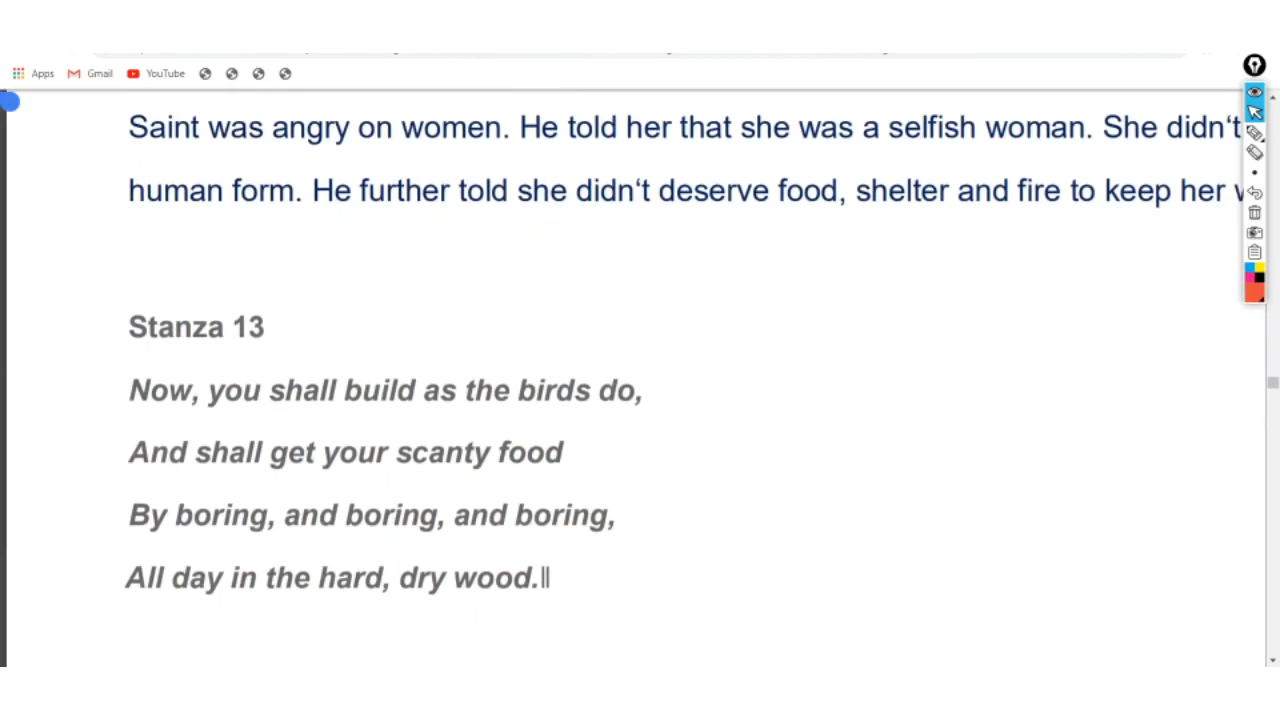 Apps Gmail YouTube
Saint was angry on women. He told her that she was a selfish woman. She didn‘t
human form. He further told she didn‘t deserve food, shelter and fire to keep her
Stanza 13
Now, you shall build as the birds do,
And shall get your scanty food
By boring, and boring, and boring,
All day in the hard, dry wood.‖